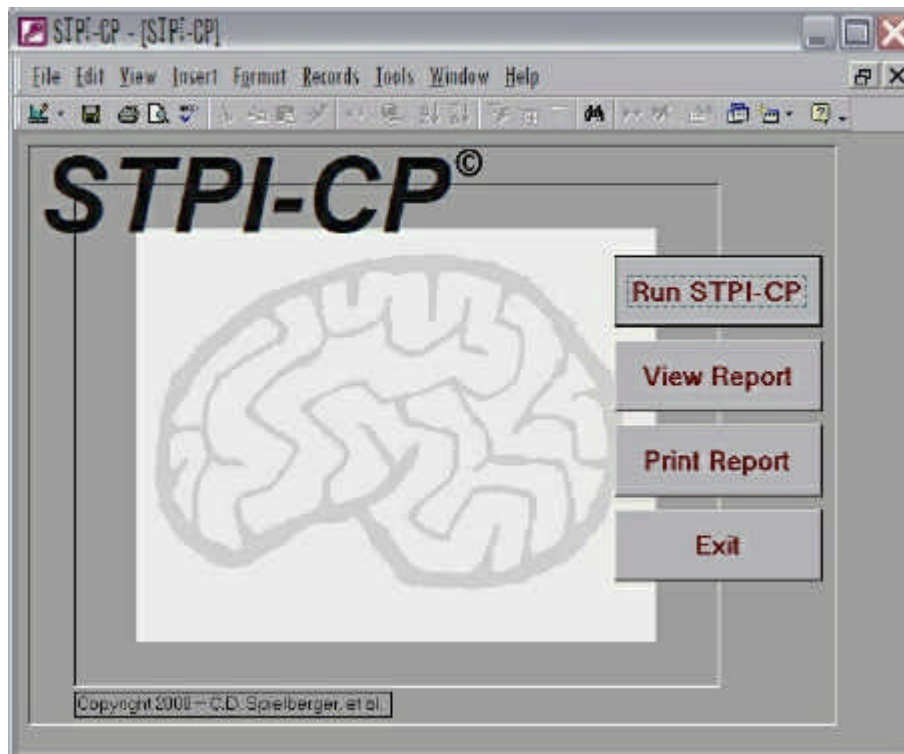 STPI-CP - [STPI-CP]
File Edit View Insert Format Records Tools Window Help
STPI-CP©
Run STPI-CP
View Report
Print Report
Exit
Copyright 2000 – C.D. Spielberger, et al.